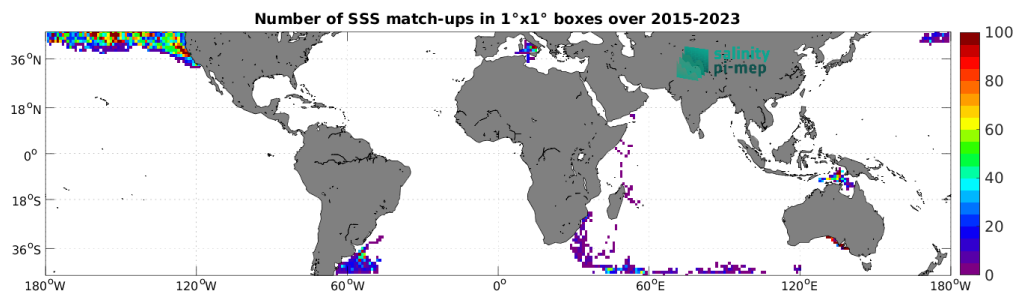 Number of SSS match-ups in 1°x1° boxes over 2015-2023
salinity
pi-mep
36°N
18°N
0°
18°S
36°S
180°W
120°W
60°W
0°
60°E
120°E
180°W
100
80
60
40
20
0